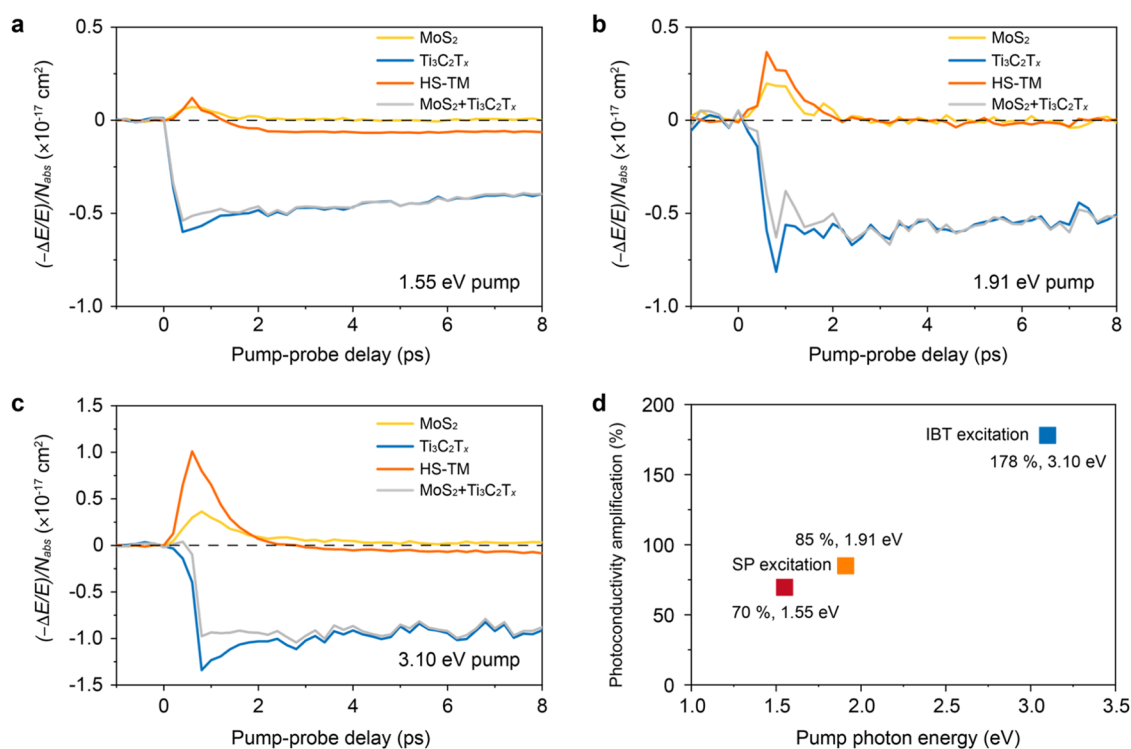 a
0.5
0
-0.5
-1.0
(−ΔE/E)/Nabs (×10⁻¹⁷ cm²)
MoS₂
Ti₃C₂Tₓ
HS-TM
MoS₂+Ti₃C₂Tₓ
1.55 eV pump
0 2 4 6 8
Pump-probe delay (ps)
b
0.5
0
-0.5
-1.0
(−ΔE/E)/Nabs (×10⁻¹⁷ cm²)
MoS₂
Ti₃C₂Tₓ
HS-TM
MoS₂+Ti₃C₂Tₓ
1.91 eV pump
0 2 4 6 8
Pump-probe delay (ps)
c
1.5
1.0
0.5
0
-0.5
-1.0
-1.5
(−ΔE/E)/Nabs (×10⁻¹⁷ cm²)
MoS₂
Ti₃C₂Tₓ
HS-TM
MoS₂+Ti₃C₂Tₓ
3.10 eV pump
0 2 4 6 8
Pump-probe delay (ps)
d
200
150
100
50
0
Photoconductivity amplification (%)
IBT excitation
178 %, 3.10 eV
85 %, 1.91 eV
SP excitation
70 %, 1.55 eV
1.0 1.5 2.0 2.5 3.0 3.5
Pump photon energy (eV)